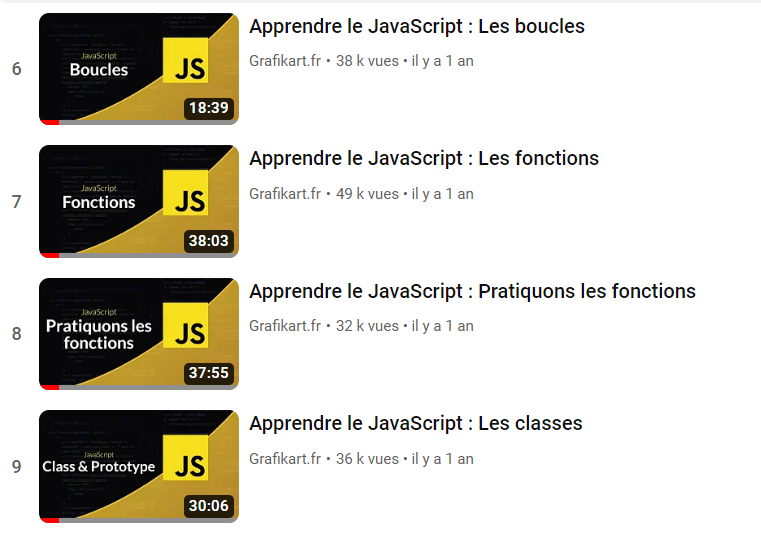 6
JavaScript
Boucles
JS
18:39
Apprendre le JavaScript : Les boucles
Grafikart.fr • 38 k vues • il y a 1 an
7
JavaScript
Fonctions
JS
38:03
Apprendre le JavaScript : Les fonctions
Grafikart.fr • 49 k vues • il y a 1 an
8
JavaScript
Pratiquons les
fonctions
JS
37:55
Apprendre le JavaScript : Pratiquons les fonctions
Grafikart.fr • 32 k vues • il y a 1 an
9
JavaScript
Class & Prototype
JS
30:06
Apprendre le JavaScript : Les classes
Grafikart.fr • 36 k vues • il y a 1 an